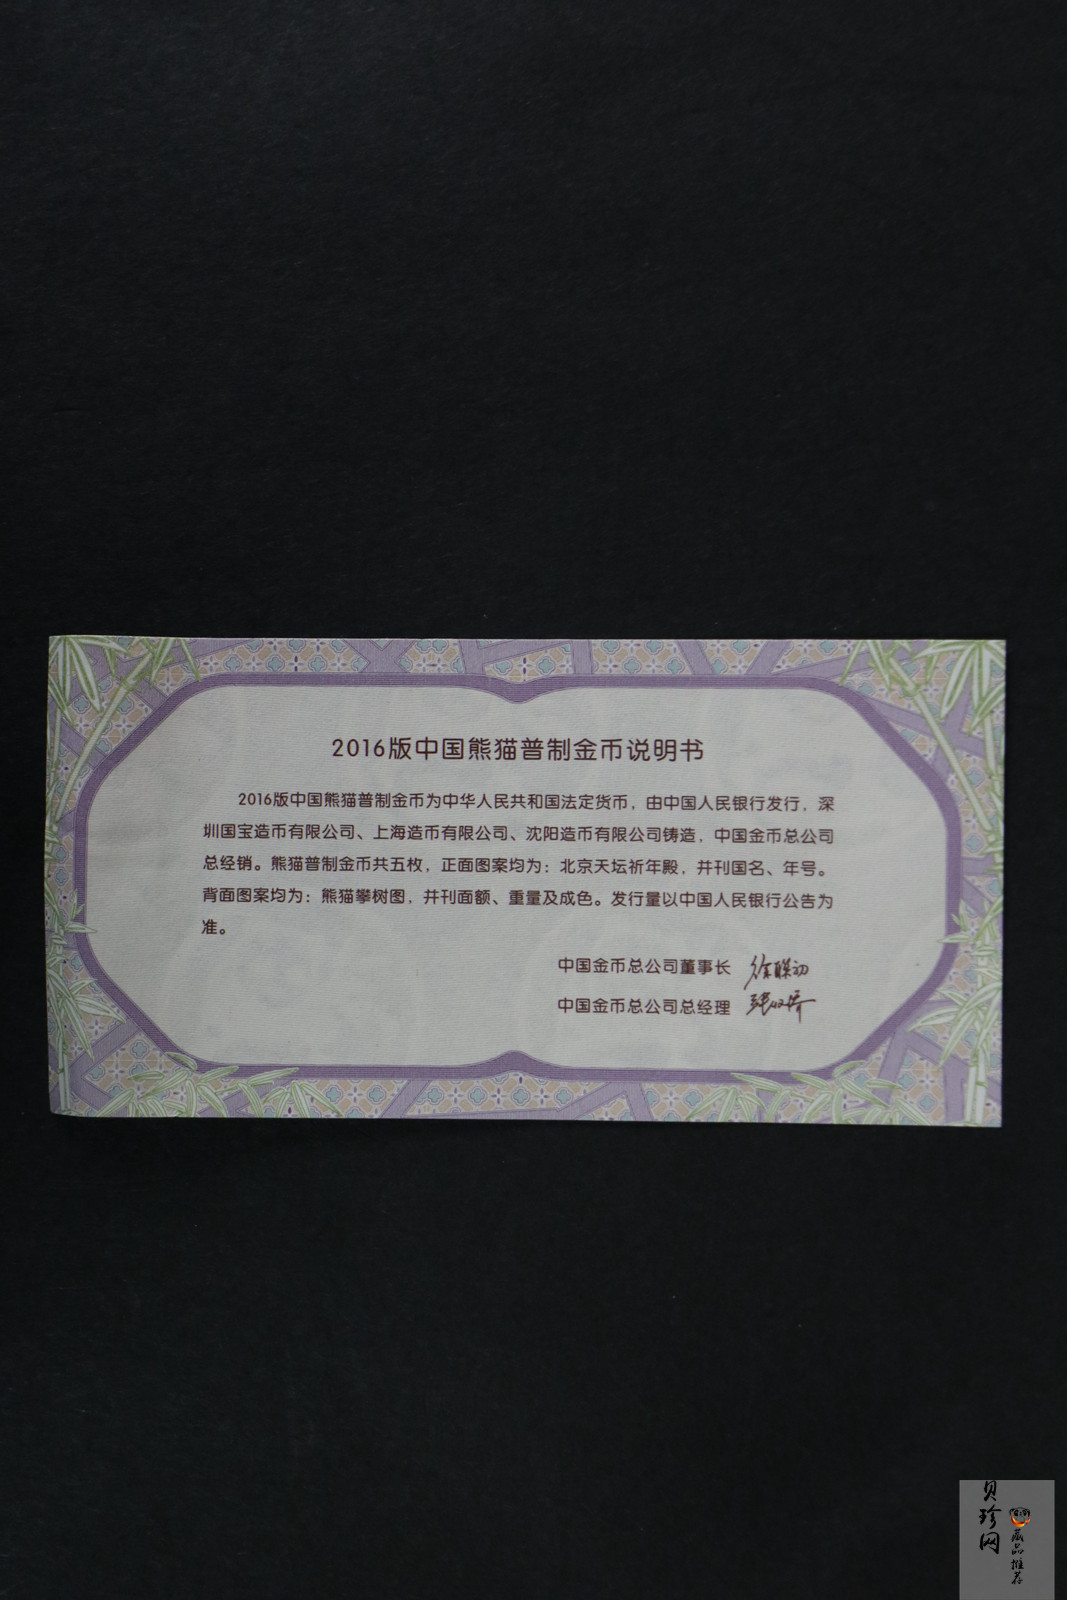 2016版中国熊猫普制金币说明书
2016版中国熊猫普制金币为中华人民共和国法定货币，由中国人民银行发行，深
圳国宝造币有限公司、上海造币有限公司、沈阳造币有限公司铸造，中国金币总公司
总经销。熊猫普制金币共五枚，正面图案均为：北京天坛祈年殿，并刊国名、年号。
背面图案均为：熊猫攀树图，并刊面额、重量及成色。发行量以中国人民银行公告为
准。
中国金币总公司董事长 徐联初
中国金币总公司总经理
贝珍网
藏品推荐